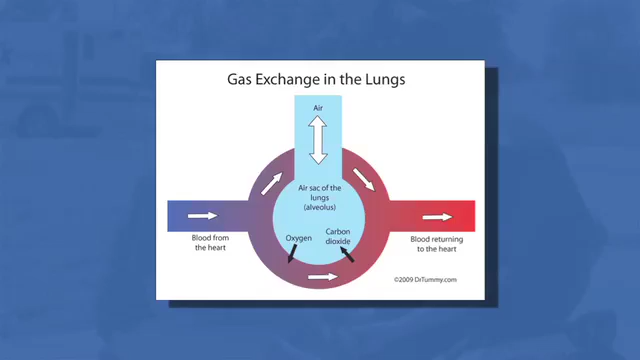 Gas Exchange in the Lungs
Air
Air sac of the
lungs
(alveolus)
Blood from
the heart
Oxygen
Carbon
dioxide
Blood returning
to the heart
©2009 DrTummy.com